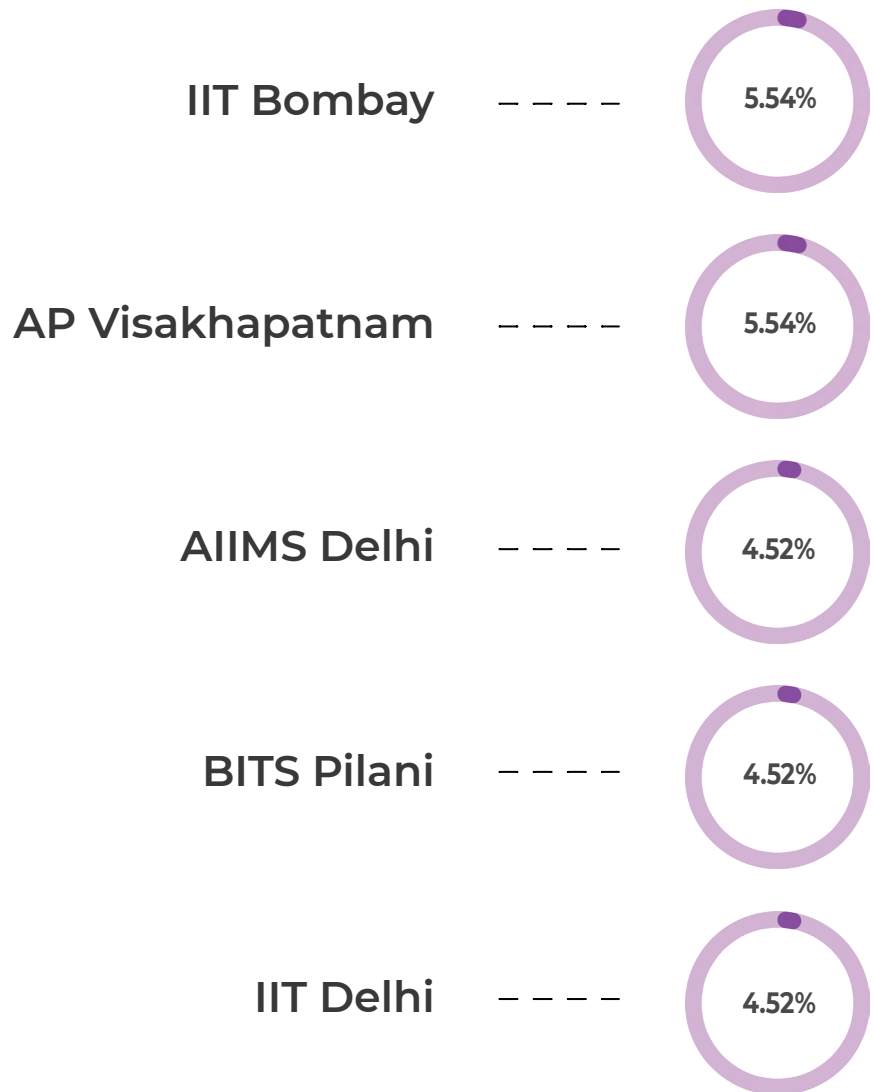 IIT Bombay 5.54%
AP Visakhapatnam 5.54%
AIIMS Delhi 4.52%
BITS Pilani 4.52%
IIT Delhi 4.52%